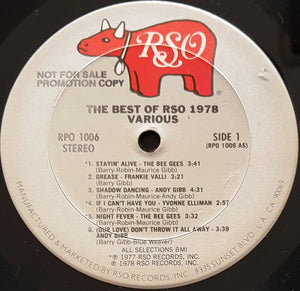 RSO
NOT FOR SALE
PROMOTION COPY
THE BEST OF RSO 1978
VARIOUS
RPO 1006
STEREO
SIDE 1
(RPO 1006 AS)
1. STAYIN' ALIVE - THE BEE GEES 3:41
(Barry-Robin-Maurice Gibb)
2. GREASE - FRANKIE VALLI 3:21
(Barry Gibb)
3. SHADOW DANCING - ANDY GIBB 4:31
(Barry-Robin-Maurice-Andy Gibb)
4. IF I CAN'T HAVE YOU - YVONNE ELLIMAN 2:57
(Barry-Robin-Maurice Gibb)
5. NIGHT FEVER - THE BEE GEES 3:32
(Barry-Robin-Maurice Gibb)
6. (OUR LOVE) DON'T THROW IT ALL AWAY - 3:38
ANDY GIBB
(Barry Gibb-Blue Weaver)
ALL SELECTIONS BMI
℗ 1977 RSO RECORDS, INC.
℗ 1978 RSO RECORDS, INC.
MANUFACTURED & MARKETED BY RSO RECORDS, INC., 8335 SUNSET BLVD., L.A., CA. 90069